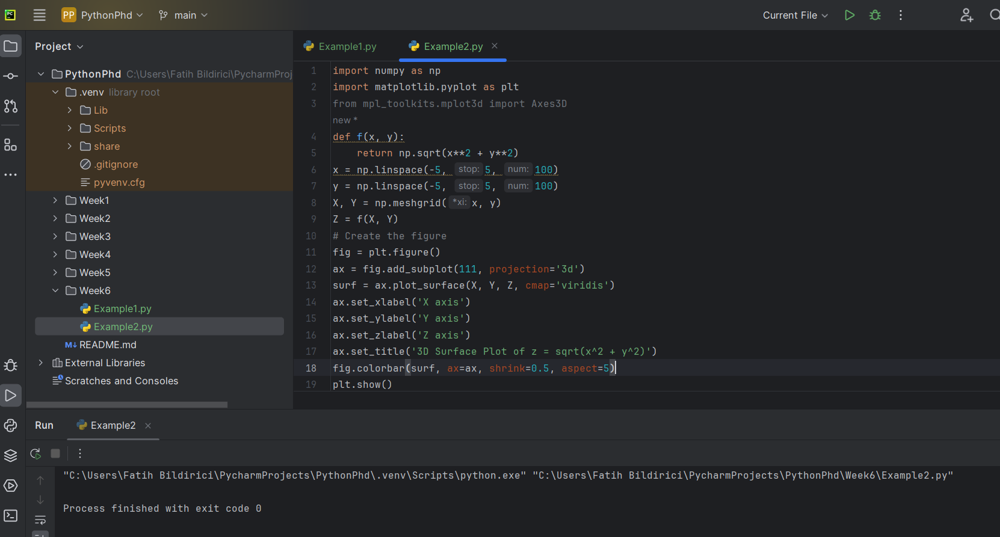 PC
PP PythonPhd main Current File
Project
PythonPhd C:\Users\Fatih Bildirici\PycharmProj
.venv library root
Lib
Scripts
share
.gitignore
pyvenv.cfg
Week1
Week2
Week3
Week4
Week5
Week6
Example1.py
Example2.py
M↓ README.md
External Libraries
Scratches and Consoles
Example1.py Example2.py
1 import numpy as np
2 import matplotlib.pyplot as plt
3 from mpl_toolkits.mplot3d import Axes3D
new *
4 def f(x, y):
5 return np.sqrt(x**2 + y**2)
6 x = np.linspace(-5, stop: 5, num: 100)
7 y = np.linspace(-5, stop: 5, num: 100)
8 X, Y = np.meshgrid( *xi: x, y)
9 Z = f(X, Y)
10 # Create the figure
11 fig = plt.figure()
12 ax = fig.add_subplot(111, projection='3d')
13 surf = ax.plot_surface(X, Y, Z, cmap='viridis')
14 ax.set_xlabel('X axis')
15 ax.set_ylabel('Y axis')
16 ax.set_zlabel('Z axis')
17 ax.set_title('3D Surface Plot of z = sqrt(x^2 + y^2)')
18 fig.colorbar(surf, ax=ax, shrink=0.5, aspect=5)
19 plt.show()
Run Example2
"C:\Users\Fatih Bildirici\PycharmProjects\PythonPhd\.venv\Scripts\python.exe" "C:\Users\Fatih Bildirici\PycharmProjects\PythonPhd\Week6\Example2.py"
Process finished with exit code 0